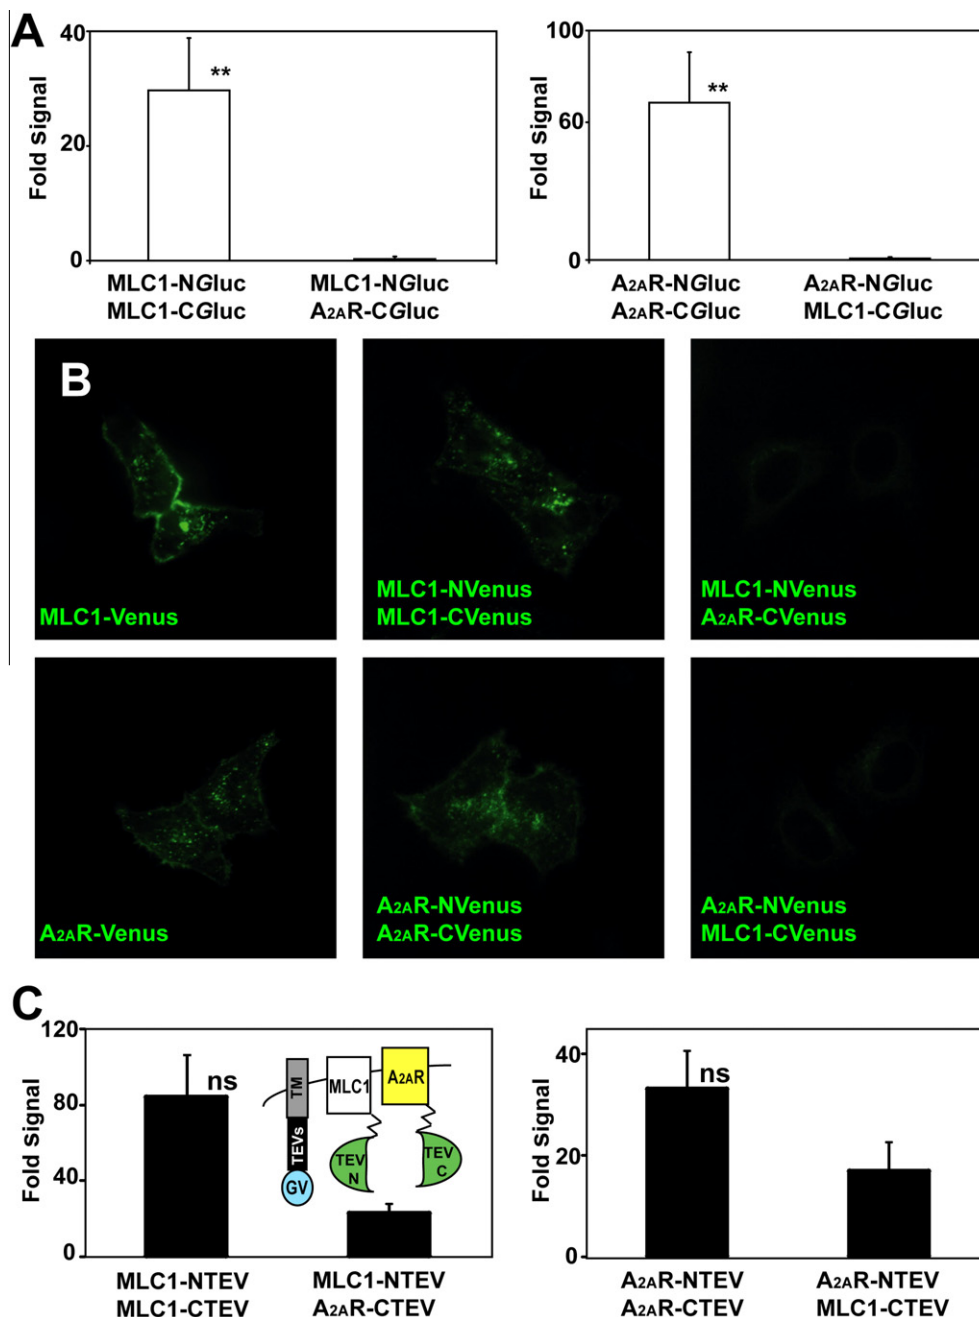 A
Fold signal
40
20
0
**
MLC1-NGluc
MLC1-CGluc
MLC1-NGluc
A2AR-CGluc
Fold signal
100
60
0
**
A2AR-NGluc
A2AR-CGluc
A2AR-NGluc
MLC1-CGluc
B
MLC1-Venus
MLC1-NVenus
MLC1-CVenus
MLC1-NVenus
A2AR-CVenus
A2AR-Venus
A2AR-NVenus
A2AR-CVenus
A2AR-NVenus
MLC1-CVenus
C
Fold signal
120
80
40
0
ns
TM
TEVs
GV
MLC1
A2AR
TEV
N
TEV
C
MLC1-NTEV
MLC1-CTEV
MLC1-NTEV
A2AR-CTEV
Fold signal
40
20
0
ns
A2AR-NTEV
A2AR-CTEV
A2AR-NTEV
MLC1-CTEV